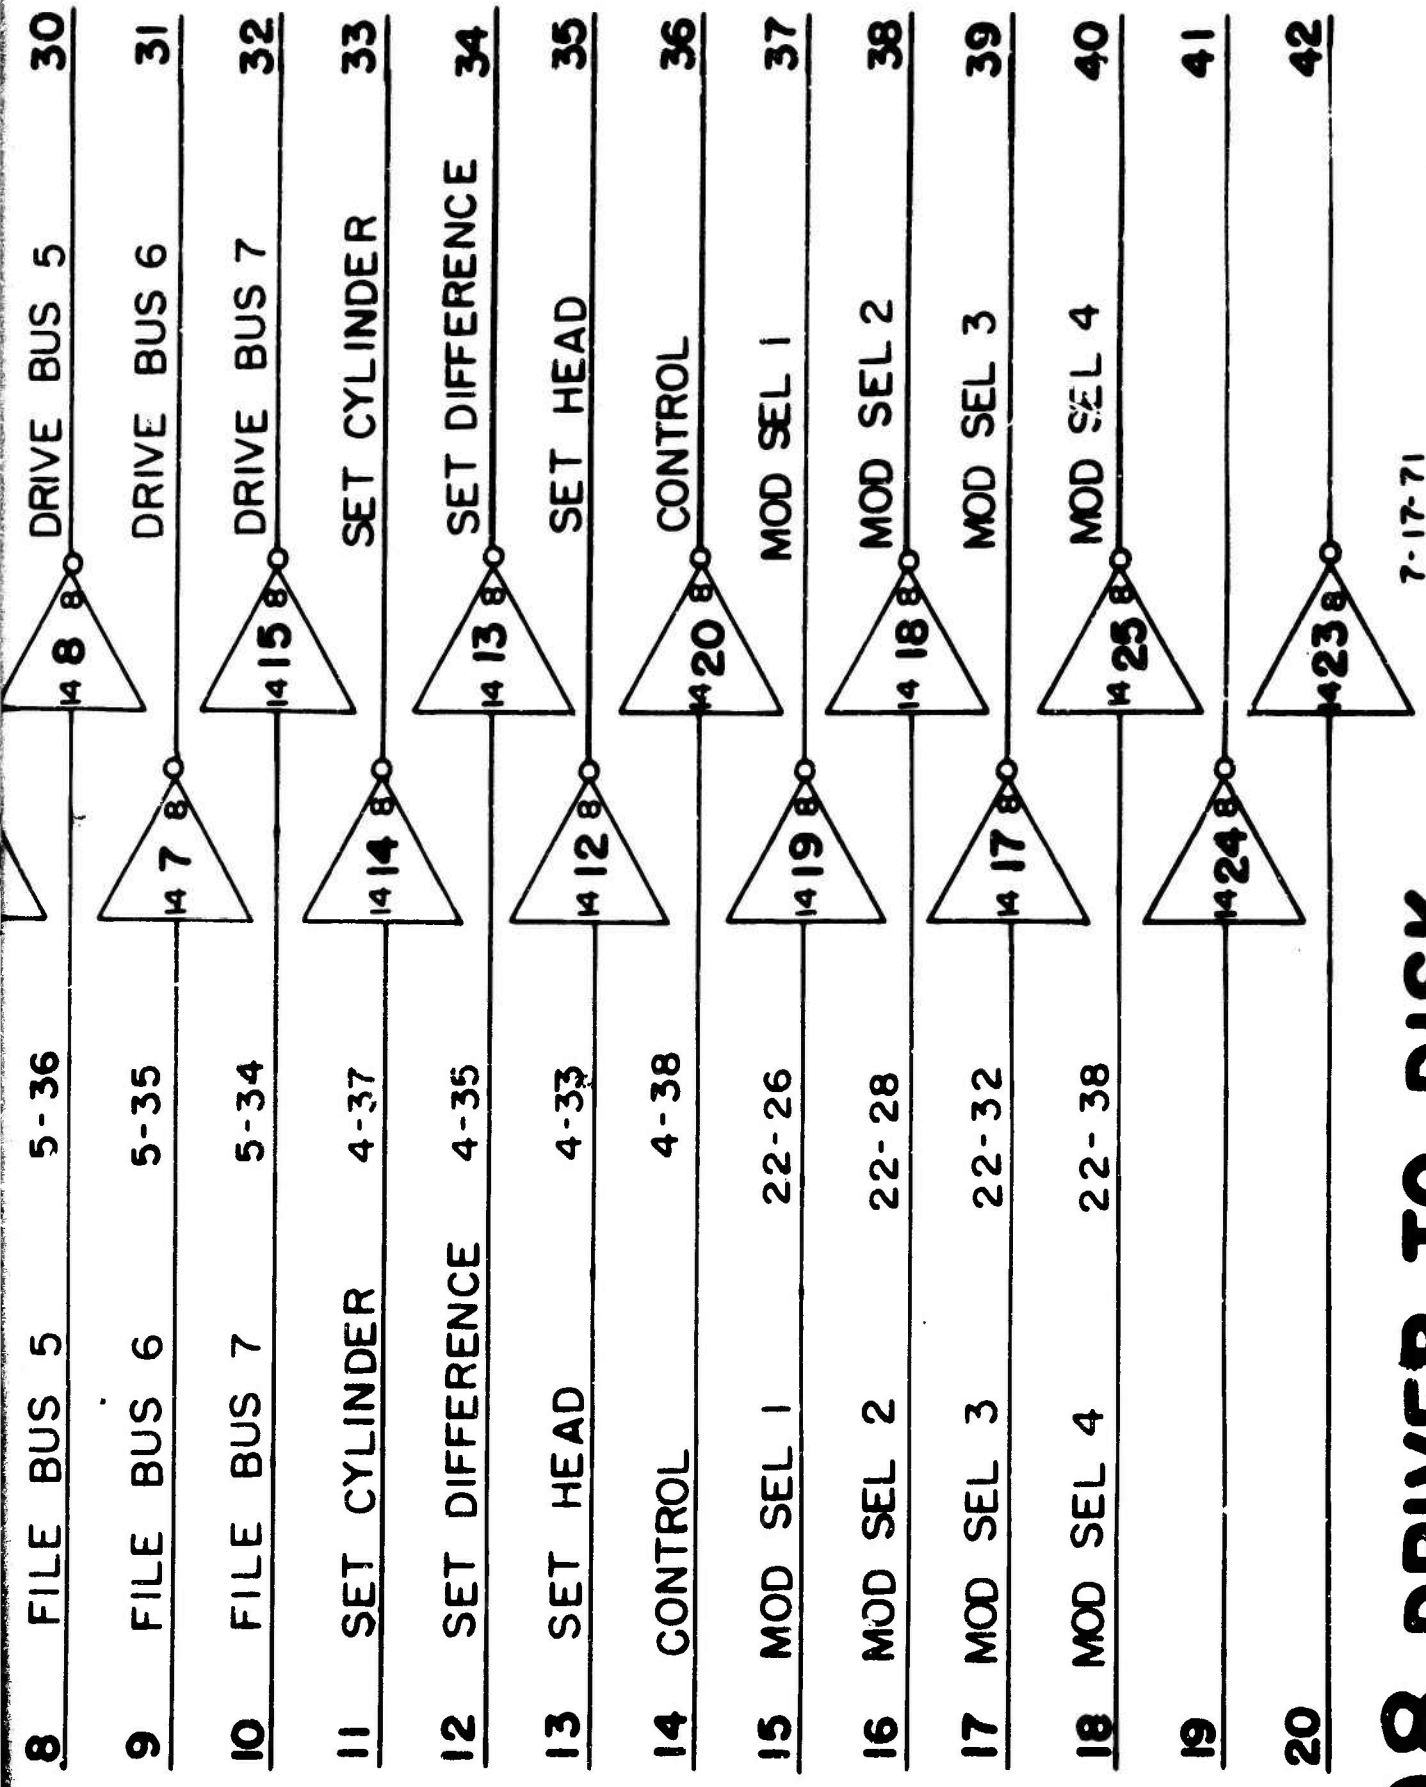 8 FILE BUS 5 5-36 14 8 8 DRIVE BUS 5 30
9 FILE BUS 6 5-35 14 7 8 DRIVE BUS 6 31
10 FILE BUS 7 5-34 14 15 8 DRIVE BUS 7 32
11 SET CYLINDER 4-37 14 14 8 SET CYLINDER 33
12 SET DIFFERENCE 4-35 14 13 8 SET DIFFERENCE 34
13 SET HEAD 4-33 14 12 8 SET HEAD 35
14 CONTROL 4-38 14 20 8 CONTROL 36
15 MOD SEL 1 22-26 14 19 8 MOD SEL 1 37
16 MOD SEL 2 22-28 14 18 8 MOD SEL 2 38
17 MOD SEL 3 22-32 14 17 8 MOD SEL 3 39
18 MOD SEL 4 22-38 14 25 8 MOD SEL 4 40
19 14 24 8 41
20 14 23 8 42
7-17-71
8 DRIVER TO DISK